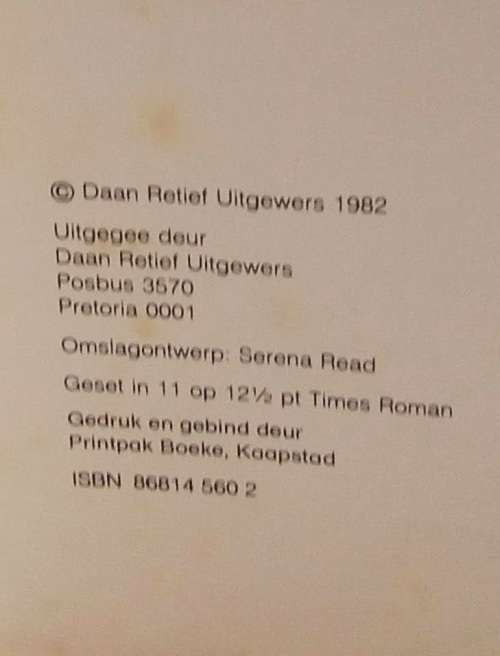 © Daan Retief Uitgewers 1982
Uitgegee deur
Daan Retief Uitgewers
Posbus 3570
Pretoria 0001
Omslagontwerp: Serena Read
Geset in 11 op 12½ pt Times Roman
Gedruk en gebind deur
Printpak Boeke, Kaapstad
ISBN 86814 560 2